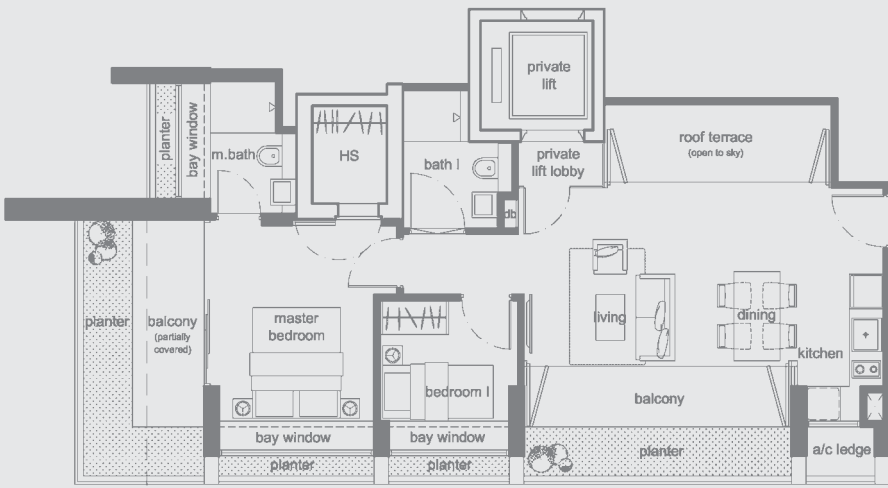 private
lift
planter
bay window
m.bath
HS
bath I
private
lift lobby
roof terrace
(open to sky)
db
planter
balcony
(partially
covered)
master
bedroom
bedroom I
living
dining
kitchen
balcony
bay window
bay window
planter
planter
planter
a/c ledge